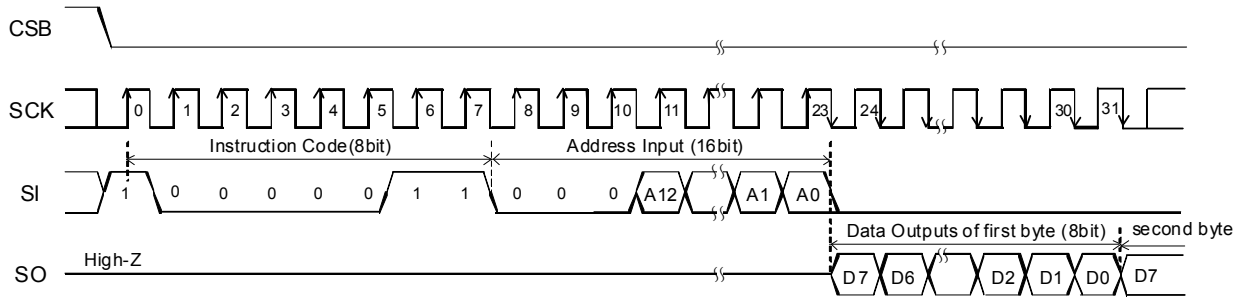 CSB
SCK 0 1 2 3 4 5 6 7 8 9 10 11 23 24 30 31
Instruction Code(8bit) Address Input (16bit)
SI 1 0 0 0 0 0 1 1 0 0 0 A12 A1 A0
Data Outputs of first byte (8bit) second byte
High-Z
SO D7 D6 D2 D1 D0 D7